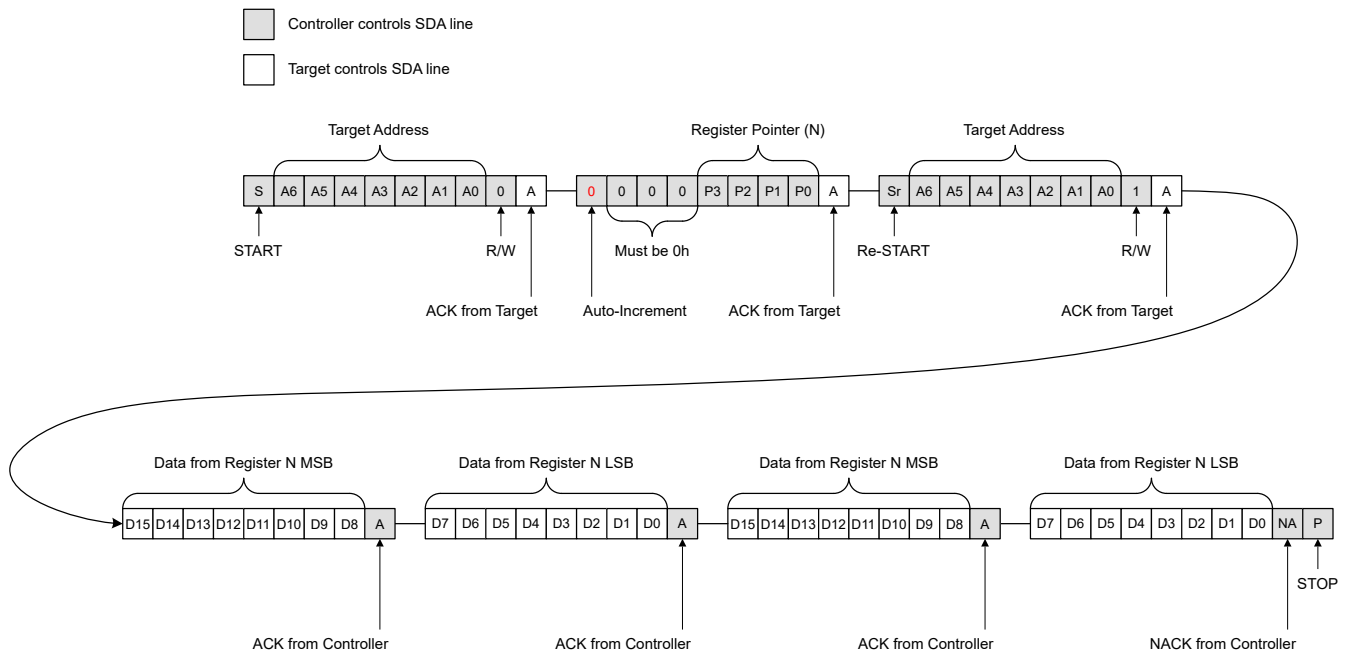 Controller controls SDA line
Target controls SDA line
Target Address Register Pointer (N) Target Address
S A6 A5 A4 A3 A2 A1 A0 0 A 0 0 0 0 P3 P2 P1 P0 A Sr A6 A5 A4 A3 A2 A1 A0 1 A
START R/W Must be 0h Re-START R/W
ACK from Target Auto-Increment ACK from Target ACK from Target
Data from Register N MSB Data from Register N LSB Data from Register N MSB Data from Register N LSB
D15 D14 D13 D12 D11 D10 D9 D8 A D7 D6 D5 D4 D3 D2 D1 D0 A D15 D14 D13 D12 D11 D10 D9 D8 A D7 D6 D5 D4 D3 D2 D1 D0 NA P
STOP
ACK from Controller ACK from Controller ACK from Controller NACK from Controller